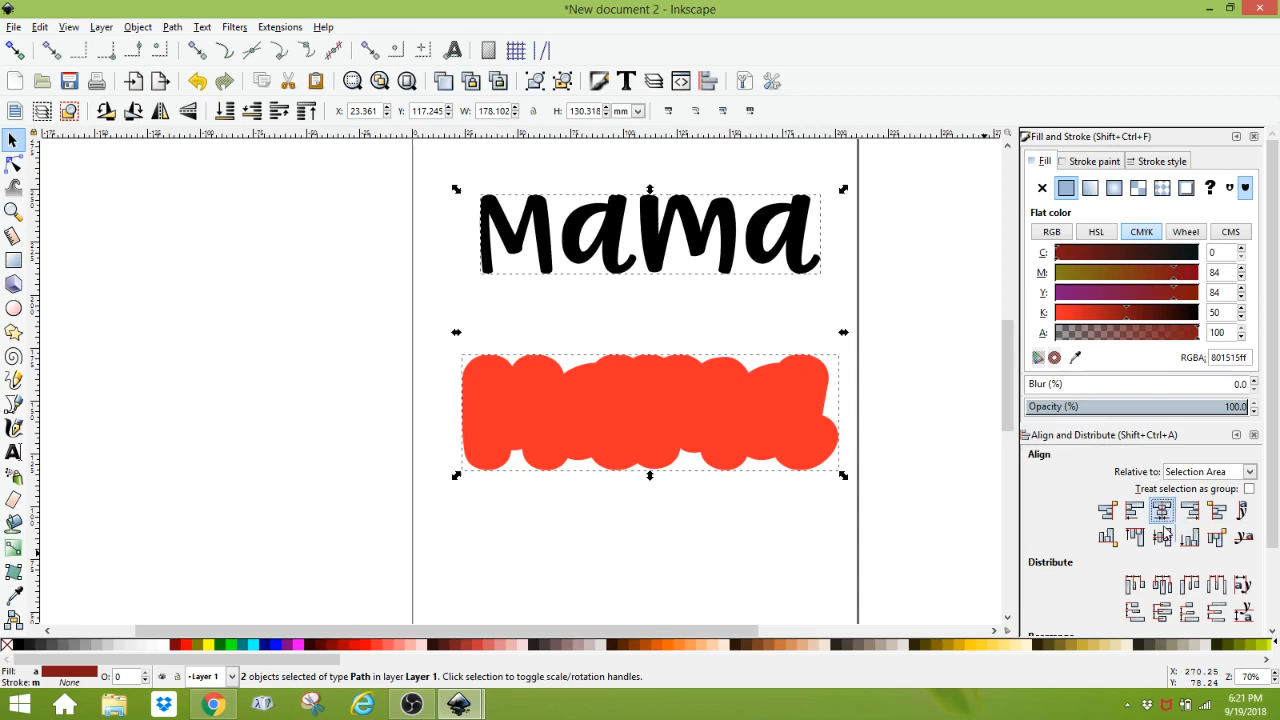 *New document 2 - Inkscape
File Edit View Layer Object Path Text Filters Extensions Help
X: 23.361 Y: 117.245 W: 178.102 H: 130.318 mm
Fill and Stroke (Shift+Ctrl+F)
Fill Stroke paint Stroke style
?
Flat color
RGB HSL CMYK Wheel CMS
C: 0
M: 84
Y: 84
K: 50
A: 100
RGBA: 801515ff
Blur (%) 0.0
Opacity (%) 100.0
Align and Distribute (Shift+Ctrl+A)
Align
Relative to: Selection Area
Treat selection as group:
Distribute
Mama
Fill: a
Stroke: m None
O: 0
Layer 1
2 objects selected of type Path in layer Layer 1. Click selection to toggle scale/rotation handles.
X: 270.25
Y: 78.24
Z: 70%
6:21 PM
9/19/2018